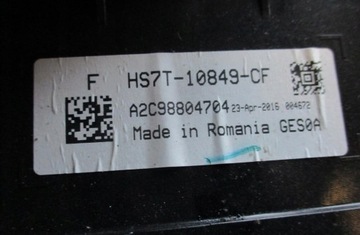 F HS7T-10849-CF
A2C98804704 23-Apr-2016 004672
Made in Romania GES0A